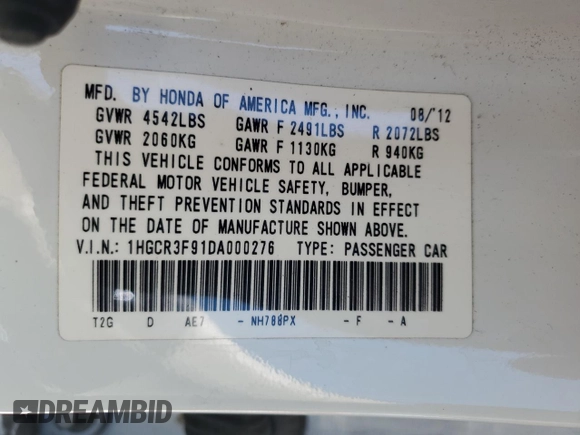 MFD. BY HONDA OF AMERICA MFG., INC. 08/12
GVWR 4542LBS GAWR F 2491LBS R 2072LBS
GVWR 2060KG GAWR F 1130KG R 940KG
THIS VEHICLE CONFORMS TO ALL APPLICABLE
FEDERAL MOTOR VEHICLE SAFETY, BUMPER,
AND THEFT PREVENTION STANDARDS IN EFFECT
ON THE DATE OF MANUFACTURE SHOWN ABOVE.
V.I.N.: 1HGCR3F91DA000276 TYPE: PASSENGER CAR
T2G D AE7 - NH788PX - F - A
DREAMBID